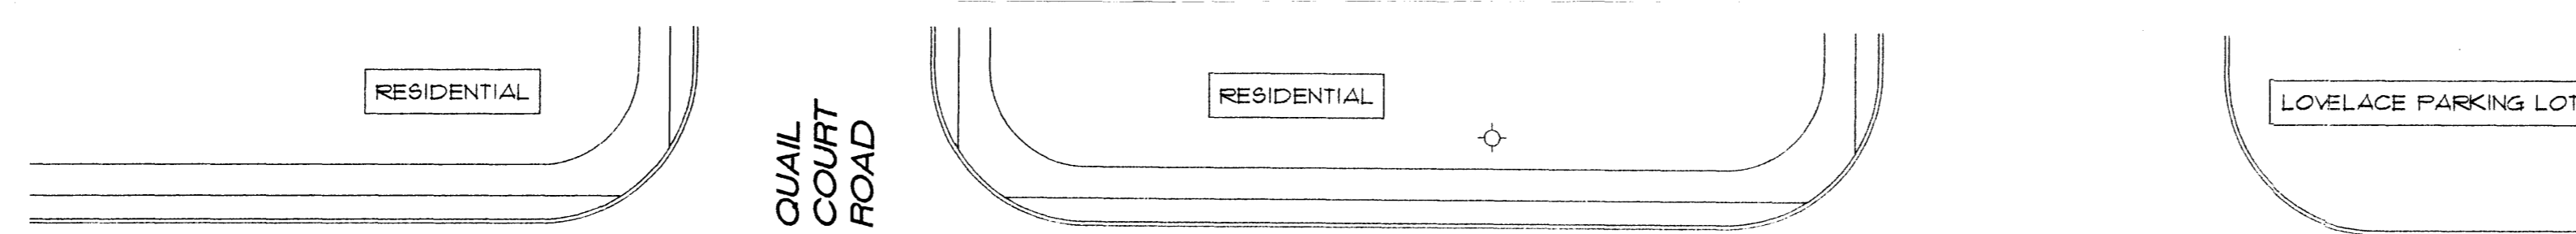 RESIDENTIAL
QUAIL
COURT
ROAD
RESIDENTIAL
LOVELACE PARKING LOT